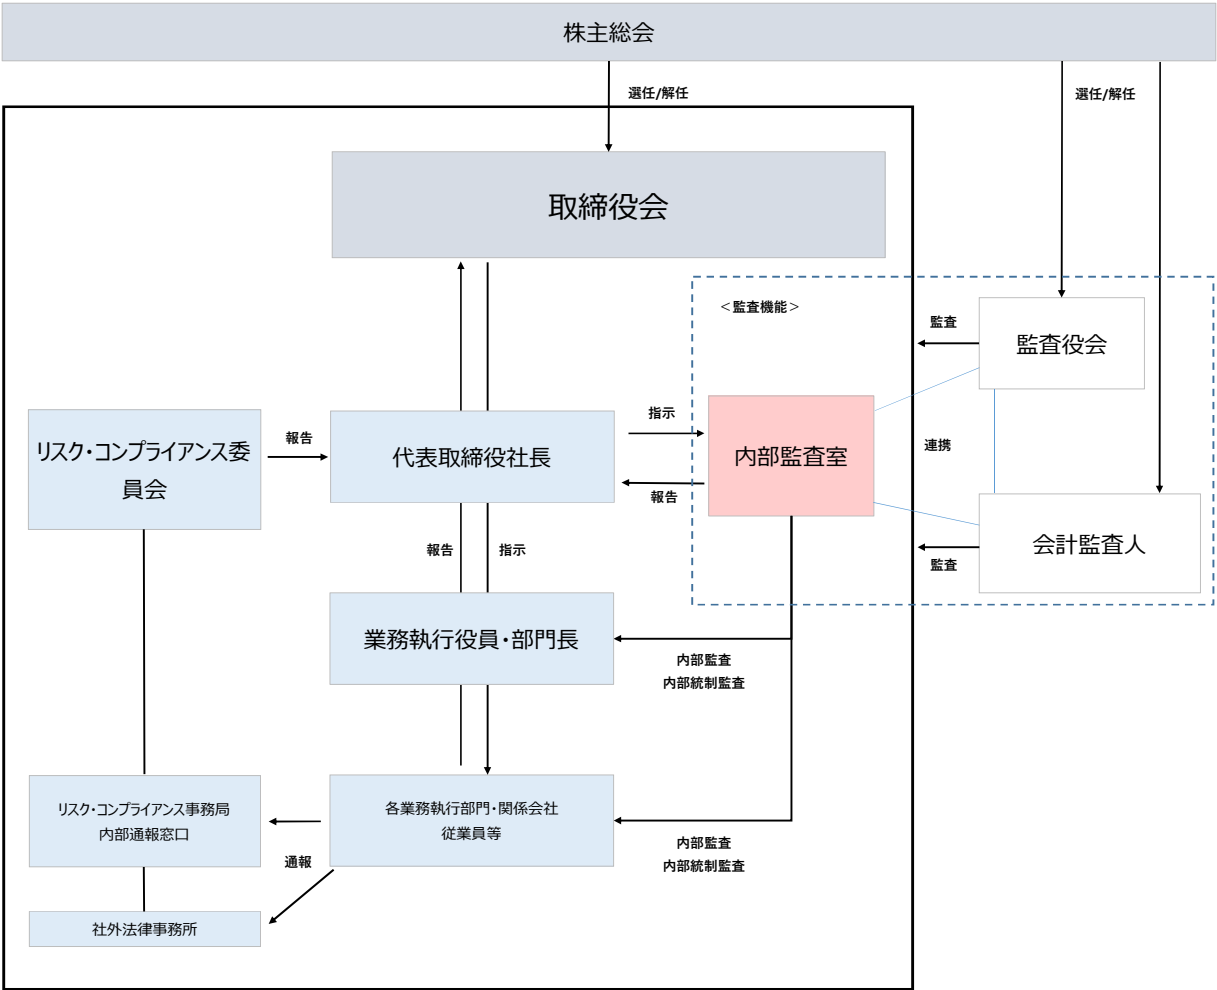 株主総会
選任/解任
選任/解任
取締役会
＜監査機能＞
監査
監査役会
指示
リスク・コンプライアンス委
員会
報告
代表取締役社長
内部監査室
連携
報告
報告
指示
会計監査人
監査
業務執行役員・部門長
内部監査
内部統制監査
リスク・コンプライアンス事務局
内部通報窓口
各業務執行部門・関係会社
従業員等
内部監査
内部統制監査
通報
社外法律事務所